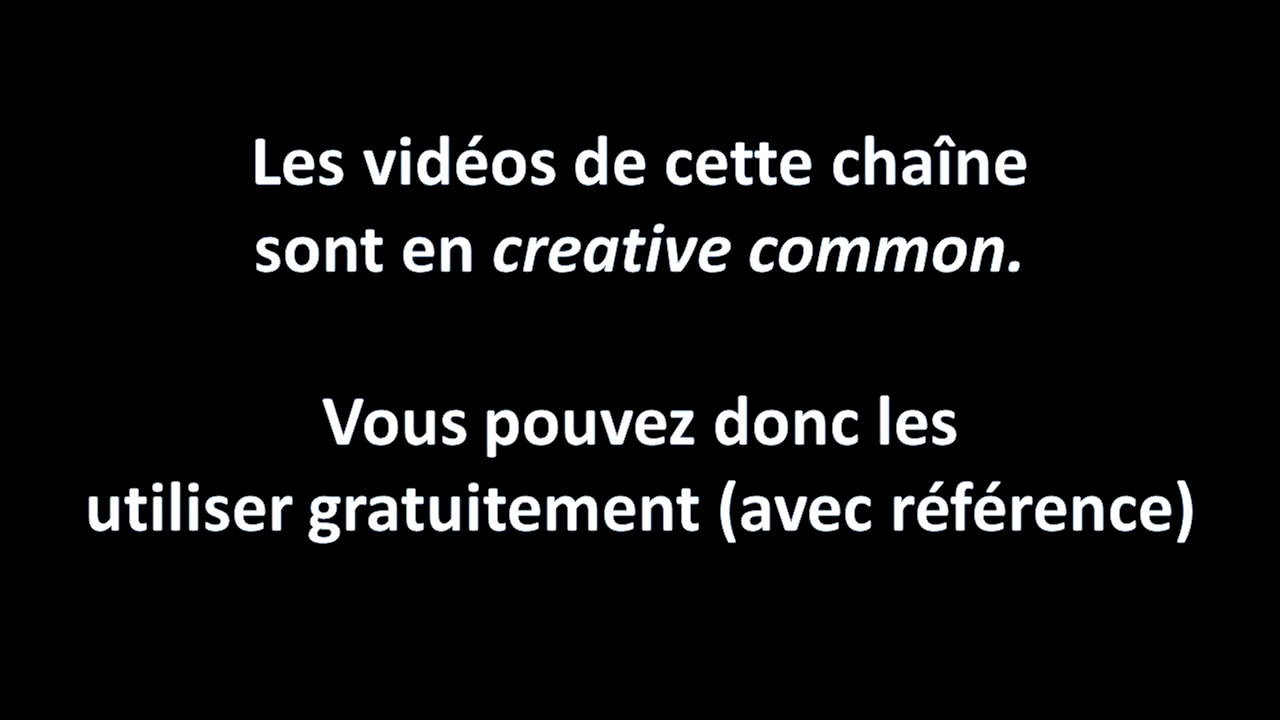 Les vidéos de cette chaîne
sont en creative common.
Vous pouvez donc les
utiliser gratuitement (avec référence)